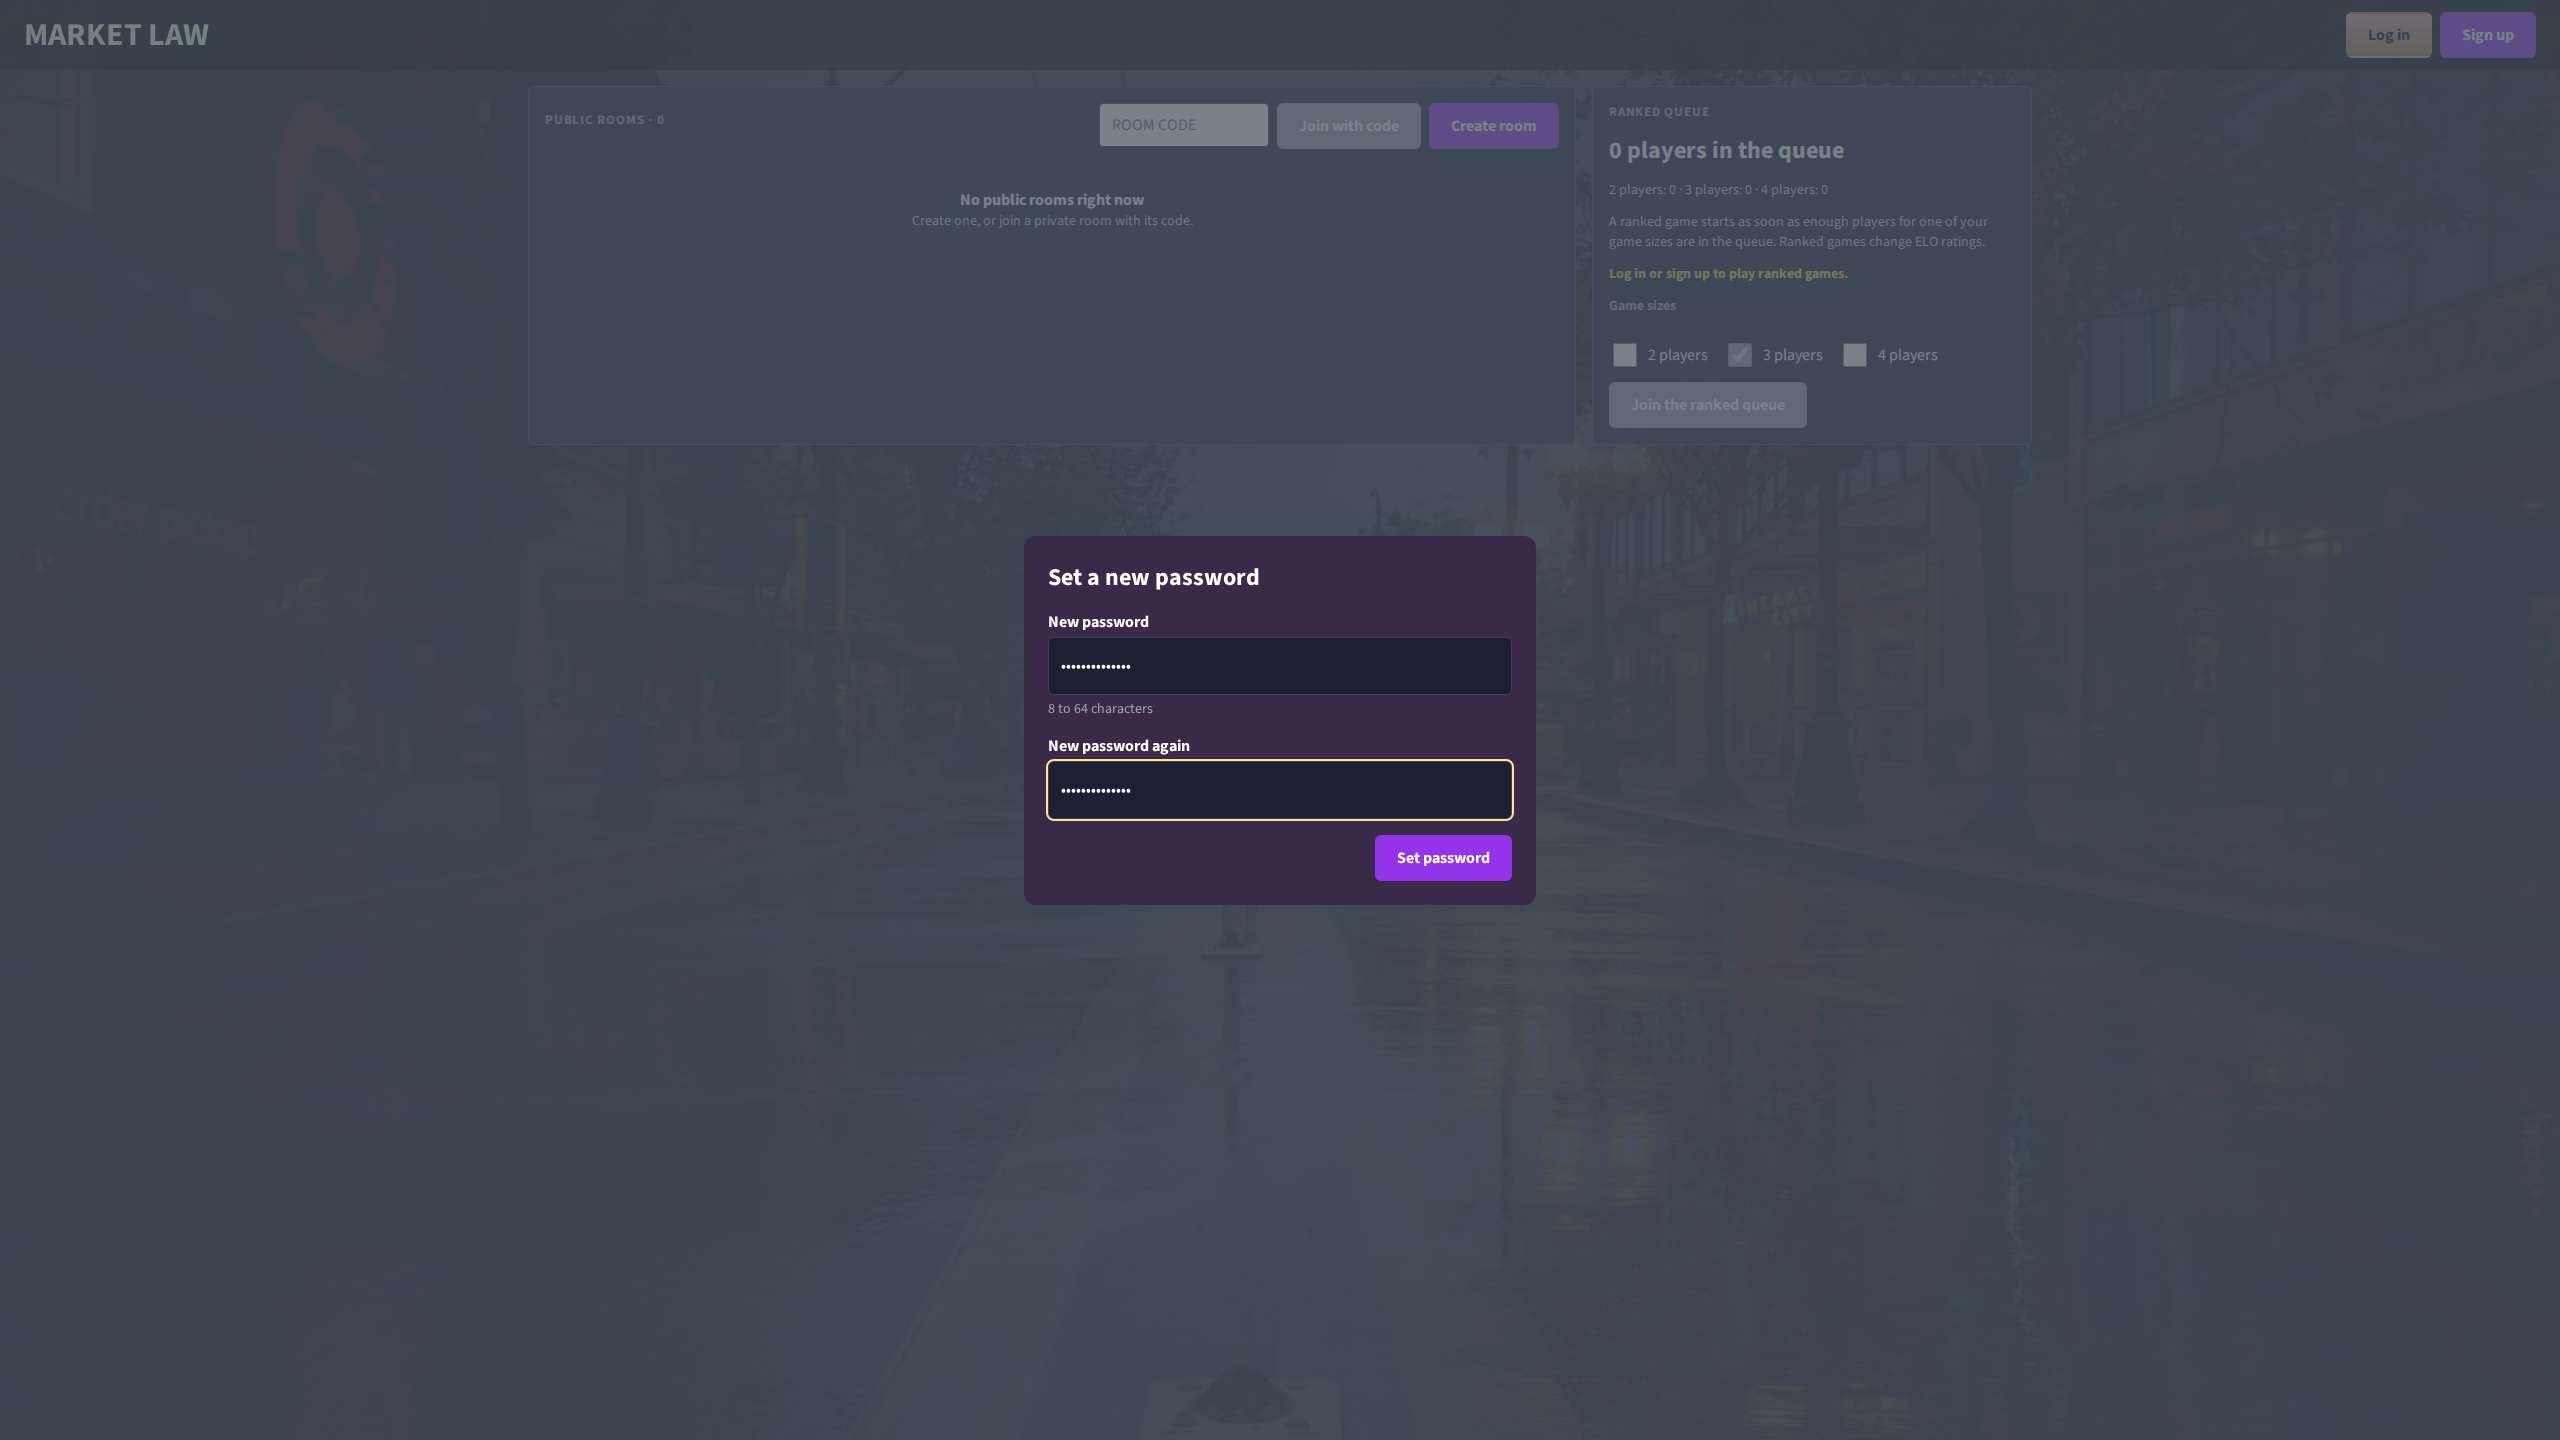 MARKET LAW
Log in
Sign up
PUBLIC ROOMS · 0
ROOM CODE
Join with code
Create room
No public rooms right now
Create one, or join a private room with its code.
RANKED QUEUE
0 players in the queue
2 players: 0 · 3 players: 0 · 4 players: 0
A ranked game starts as soon as enough players for one of your
game sizes are in the queue. Ranked games change ELO ratings.
Log in or sign up to play ranked games.
Game sizes
2 players
3 players
4 players
Join the ranked queue
order pickup
SNEAKER
CITY
Set a new password
New password
••••••••••••••
8 to 64 characters
New password again
••••••••••••••
Set password